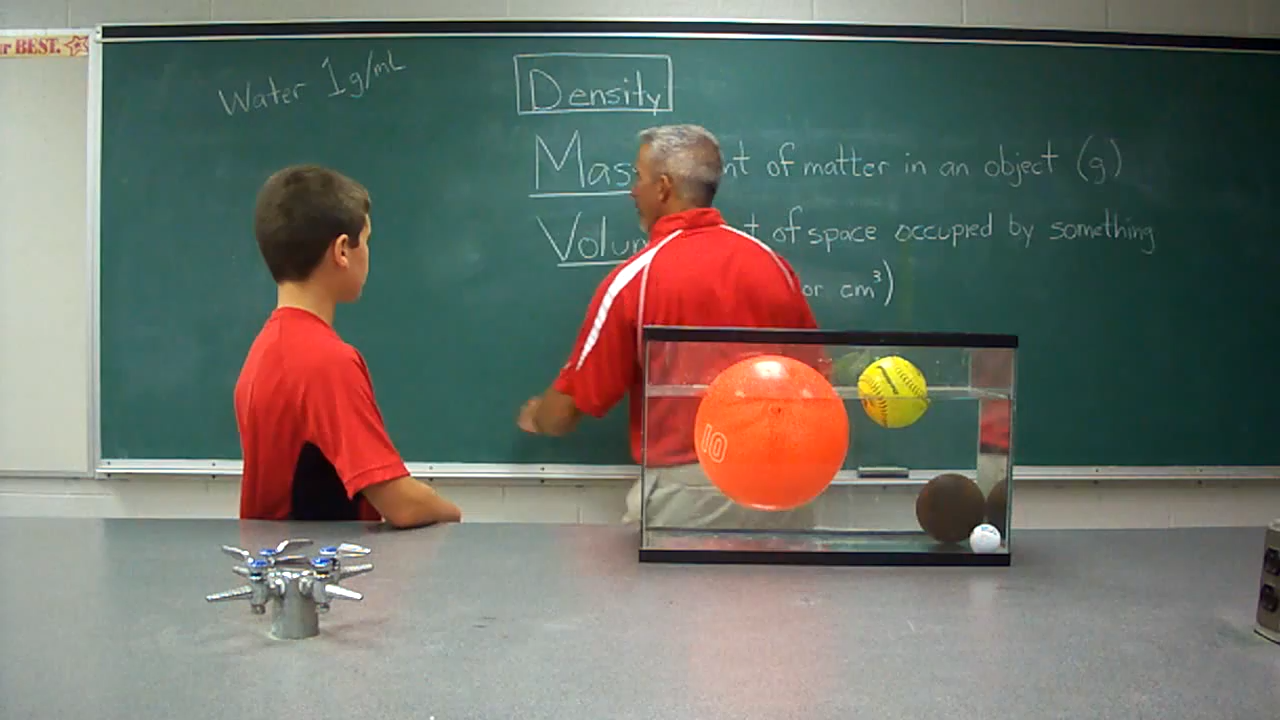 r BEST.
Water 1g/mL
Density
Mas nt of matter in an object (g)
Volum t of space occupied by something
or cm³)
10